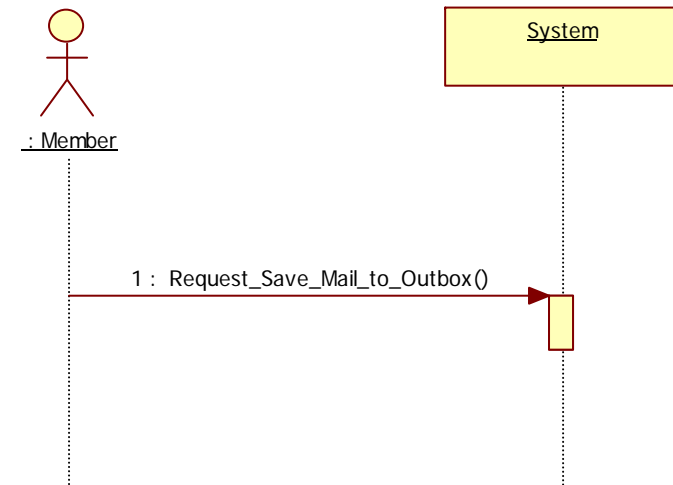 System
: Member
1 : Request_Save_Mail_to_Outbox()